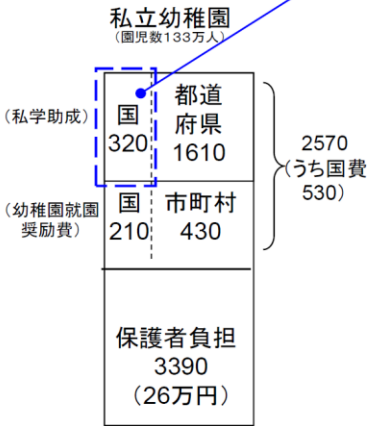 私立幼稚園
(園児数133万人)
(私学助成)
国
320
都道
府県
1610
2570
(うち国費
530)
(幼稚園就園
奨励費)
国
210
市町村
430
保護者負担
3390
(26万円)